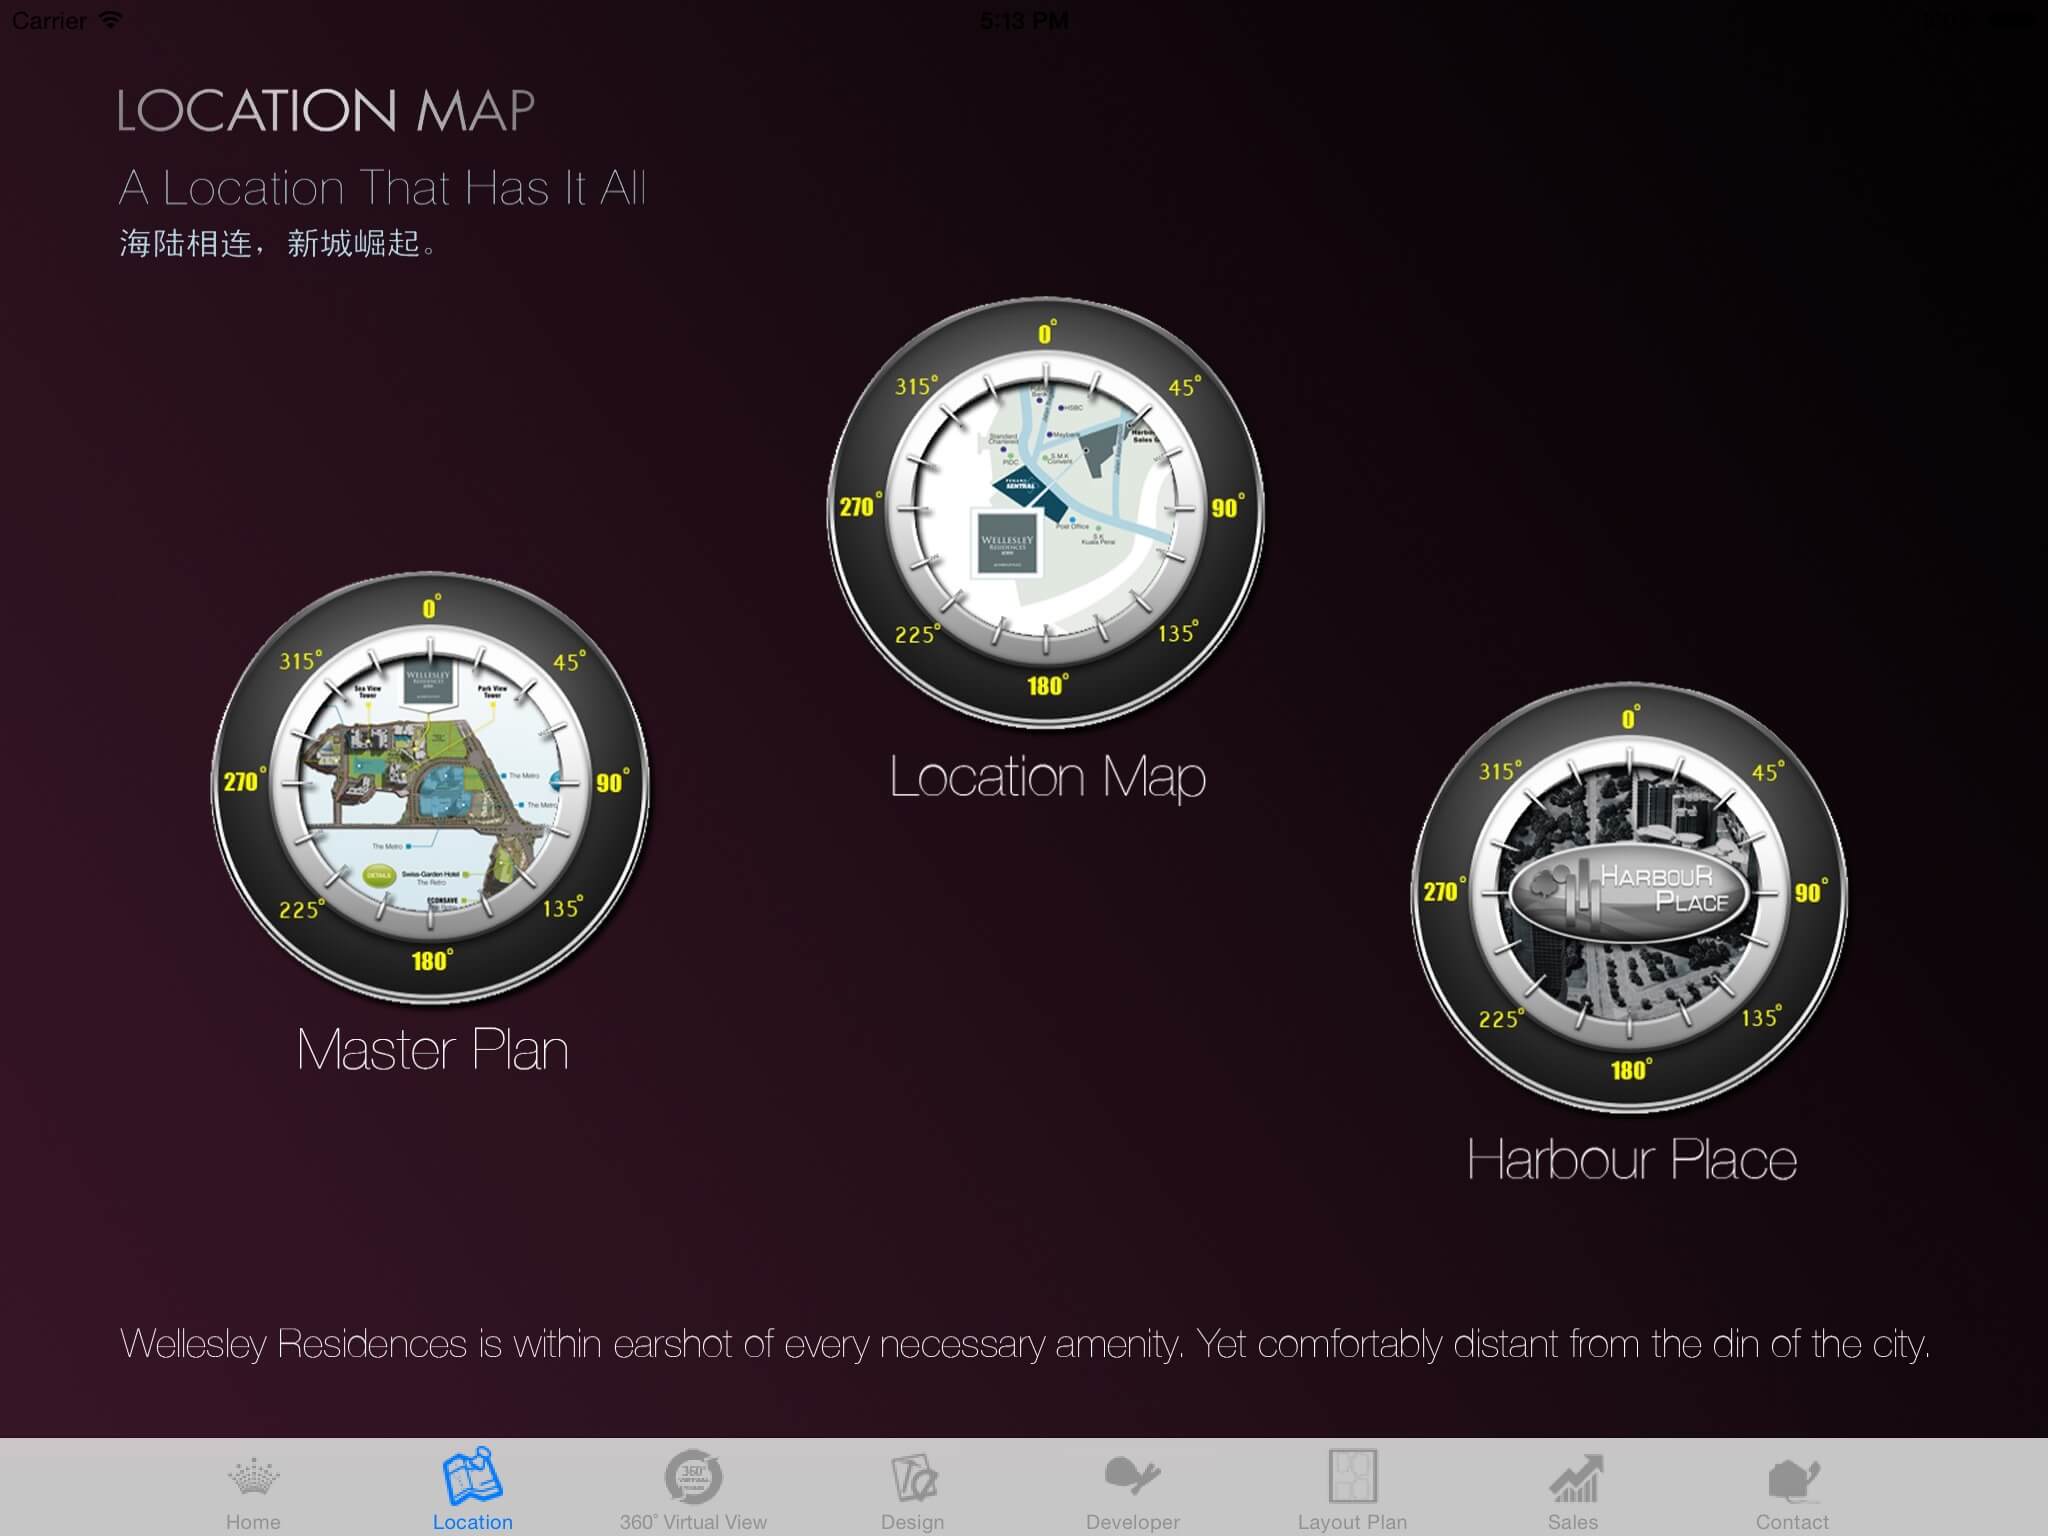 Carrier
5:13 PM
LOCATION MAP
A Location That Has It All
海陆相连，新城崛起。
0°
45°
90°
135°
180°
225°
270°
315°
Bank
HSBC
Standard
Chartered
Maybank
PIDC
S.M.K
Convent
Sales
PENANG
SENTRAL
Post Office
S.K
Kuala Perai
WELLESLEY
RESIDENCES
Location Map
0°
45°
90°
135°
180°
225°
270°
315°
WELLESLEY
RESIDENCES
Sea View
Tower
Park View
Tower
The Metro
The Metro
The Metro
DETAILS
Swiss-Garden Hotel
The Retro
ECONSAVE
Master Plan
0°
45°
90°
135°
180°
225°
270°
315°
HARBOUR
PLACE
Harbour Place
Wellesley Residences is within earshot of every necessary amenity. Yet comfortably distant from the din of the city.
Home
Location
360° Virtual View
Design
Developer
Layout Plan
Sales
Contact